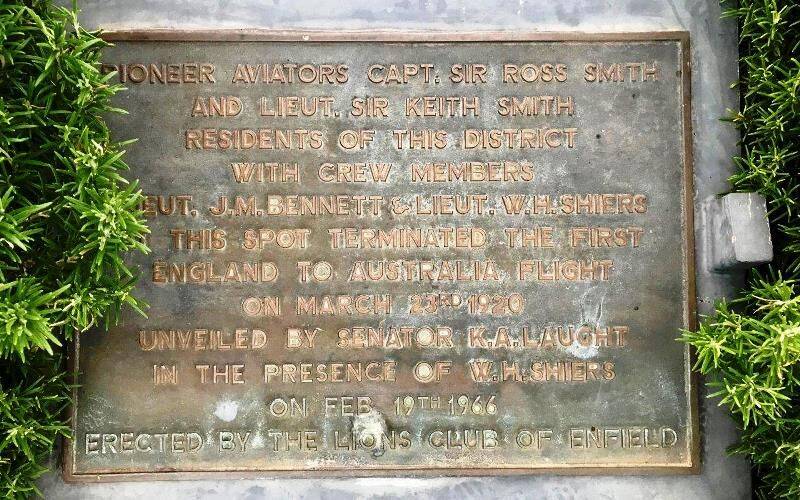 PIONEER AVIATORS CAPT. SIR ROSS SMITH
AND LIEUT. SIR KEITH SMITH
RESIDENTS OF THIS DISTRICT
WITH CREW MEMBERS
LIEUT. J.M. BENNETT & LIEUT. W.H. SHIERS
THIS SPOT TERMINATED THE FIRST
ENGLAND TO AUSTRALIA FLIGHT
ON MARCH 23RD 1920
UNVEILED BY SENATOR K.A. LAUGHT
IN THE PRESENCE OF W.H. SHIERS
ON FEB. 19TH 1966
ERECTED BY THE LIONS CLUB OF ENFIELD